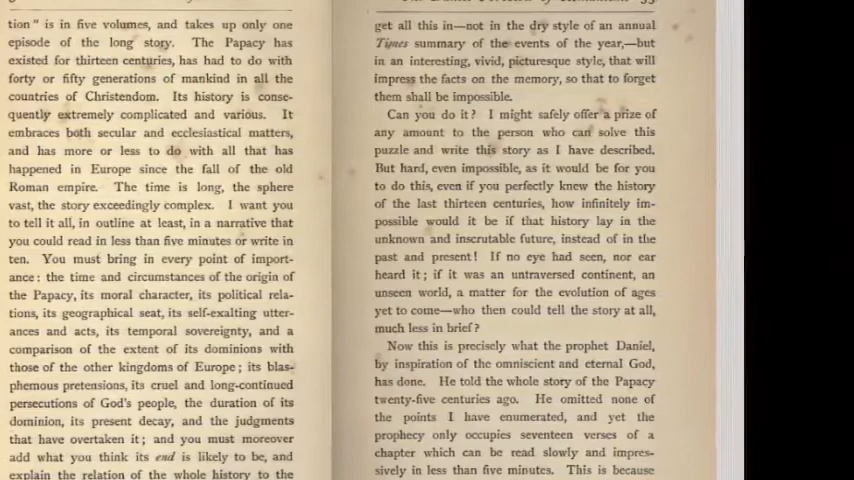 tion" is in five volumes, and takes up only one
episode of the long story. The Papacy has
existed for thirteen centuries, has had to do with
forty or fifty generations of mankind in all the
countries of Christendom. Its history is conse-
quently extremely complicated and various. It
embraces both secular and ecclesiastical matters,
and has more or less to do with all that has
happened in Europe since the fall of the old
Roman empire. The time is long, the sphere
vast, the story exceedingly complex. I want you
to tell it all, in outline at least, in a narrative that
you could read in less than five minutes or write in
ten. You must bring in every point of import-
ance: the time and circumstances of the origin of
the Papacy, its moral character, its political rela-
tions, its geographical seat, its self-exalting utter-
ances and acts, its temporal sovereignty, and a
comparison of the extent of its dominions with
those of the other kingdoms of Europe; its blas-
phemous pretensions, its cruel and long-continued
persecutions of God's people, the duration of its
dominion, its present decay, and the judgments
that have overtaken it; and you must moreover
add what you think its end is likely to be, and
explain the relation of the whole history to the
get all this in—not in the dry style of an annual
Times summary of the events of the year,—but
in an interesting, vivid, picturesque style, that will
impress the facts on the memory, so that to forget
them shall be impossible.
Can you do it? I might safely offer a prize of
any amount to the person who can solve this
puzzle and write this story as I have described.
But hard, even impossible, as it would be for you
to do this, even if you perfectly knew the history
of the last thirteen centuries, how infinitely im-
possible would it be if that history lay in the
unknown and inscrutable future, instead of in the
past and present! If no eye had seen, nor ear
heard it; if it was an untraversed continent, an
unseen world, a matter for the evolution of ages
yet to come—who then could tell the story at all,
much less in brief?
Now this is precisely what the prophet Daniel,
by inspiration of the omniscient and eternal God,
has done. He told the whole story of the Papacy
twenty-five centuries ago. He omitted none of
the points I have enumerated, and yet the
prophecy only occupies seventeen verses of a
chapter which can be read slowly and impres-
sively in less than five minutes. This is because